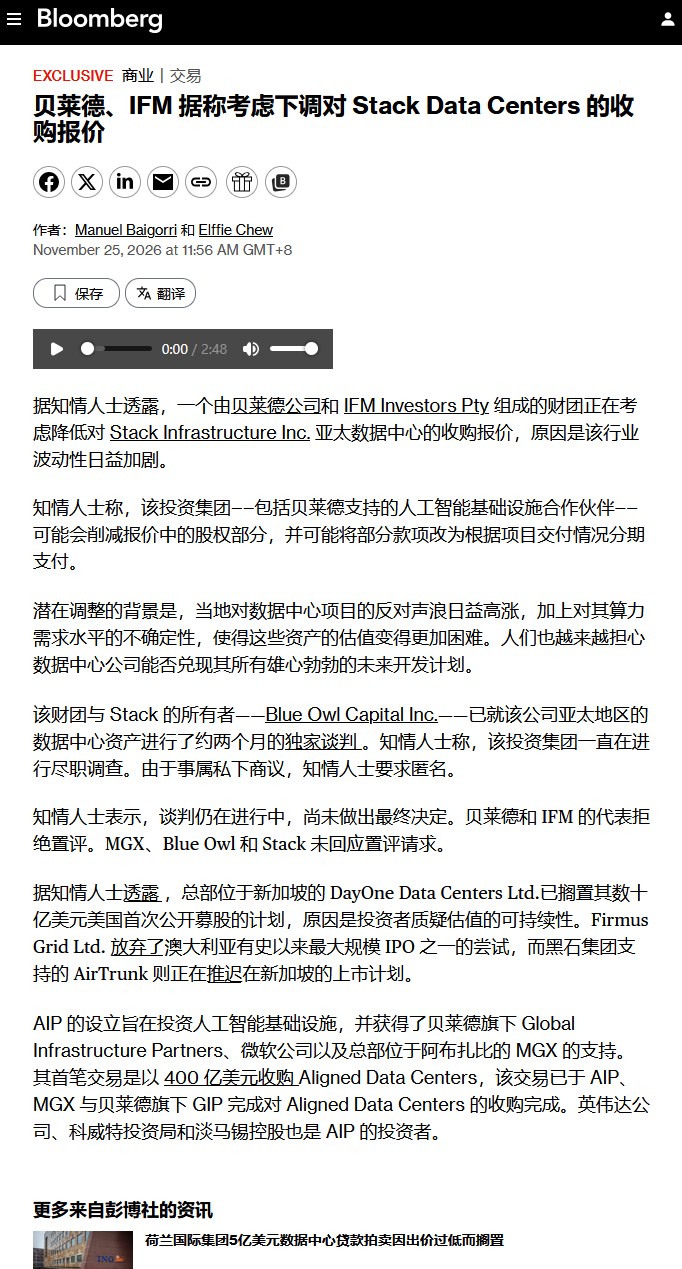 Bloomberg
EXCLUSIVE 商业 | 交易
贝莱德、IFM 据称考虑下调对 Stack Data Centers 的收
购报价
作者：Manuel Baigorri 和 Elffie Chew
November 25, 2026 at 11:56 AM GMT+8
保存 翻译
0:00 / 2:48
据知情人士透露，一个由贝莱德公司和 IFM Investors Pty 组成的财团正在考
虑降低对 Stack Infrastructure Inc. 亚太数据中心的收购报价，原因是该行业
波动性日益加剧。
知情人士称，该投资集团——包括贝莱德支持的人工智能基础设施合作伙伴——
可能会削减报价中的股权部分，并可能将部分款项改为根据项目交付情况分期
支付。
潜在调整的背景是，当地对数据中心项目的反对声浪日益高涨，加上对其算力
需求水平的不确定性，使得这些资产的估值变得更加困难。人们也越来越担心
数据中心公司能否兑现其所有雄心勃勃的未来开发计划。
该财团与 Stack 的所有者——Blue Owl Capital Inc.——已就该公司亚太地区的
数据中心资产进行了约两个月的独家谈判 。知情人士称，该投资集团一直在进
行尽职调查。由于事属私下商议，知情人士要求匿名。
知情人士表示，谈判仍在进行中，尚未做出最终决定。贝莱德和 IFM 的代表拒
绝置评。MGX、Blue Owl 和 Stack 未回应置评请求。
据知情人士透露 ，总部位于新加坡的 DayOne Data Centers Ltd.已搁置其数十
亿美元美国首次公开募股的计划，原因是投资者质疑估值的可持续性。Firmus
Grid Ltd. 放弃了澳大利亚有史以来最大规模 IPO 之一的尝试，而黑石集团支
持的 AirTrunk 则正在推迟在新加坡的上市计划。
AIP 的设立旨在投资人工智能基础设施，并获得了贝莱德旗下 Global
Infrastructure Partners、微软公司以及总部位于阿布扎比的 MGX 的支持。
其首笔交易是以 400 亿美元收购 Aligned Data Centers，该交易已于 AIP、
MGX 与贝莱德旗下 GIP 完成对 Aligned Data Centers 的收购完成。英伟达公
司、科威特投资局和淡马锡控股也是 AIP 的投资者。
更多来自彭博社的资讯
荷兰国际集团5亿美元数据中心贷款拍卖因出价过低而搁置
ING